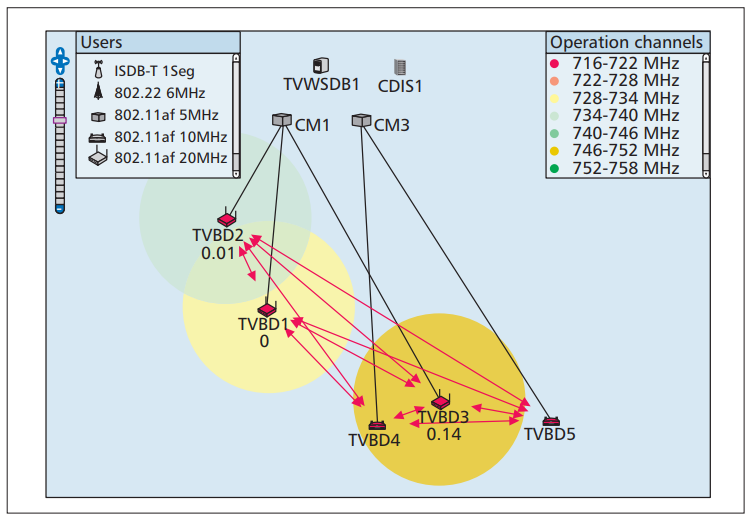 Users
ISDB-T 1Seg
802.22 6MHz
802.11af 5MHz
802.11af 10MHz
802.11af 20MHz
TVWSDB1
CDIS1
Operation channels
716-722 MHz
722-728 MHz
728-734 MHz
734-740 MHz
740-746 MHz
746-752 MHz
752-758 MHz
CM1
CM3
TVBD2
0.01
TVBD1
0
TVBD3
0.14
TVBD4
TVBD5